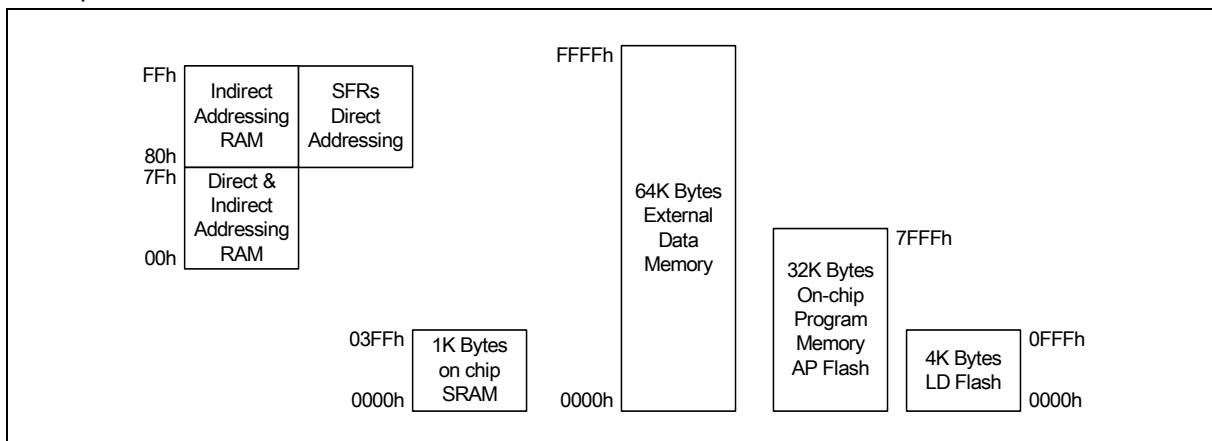 FFh
Indirect
Addressing
RAM
80h
SFRs
Direct
Addressing
7Fh
Direct &
Indirect
Addressing
RAM
00h
03FFh
1K Bytes
on chip
SRAM
0000h
FFFFh
64K Bytes
External
Data
Memory
0000h
7FFFh
32K Bytes
On-chip
Program
Memory
AP Flash
0FFFh
4K Bytes
LD Flash
0000h